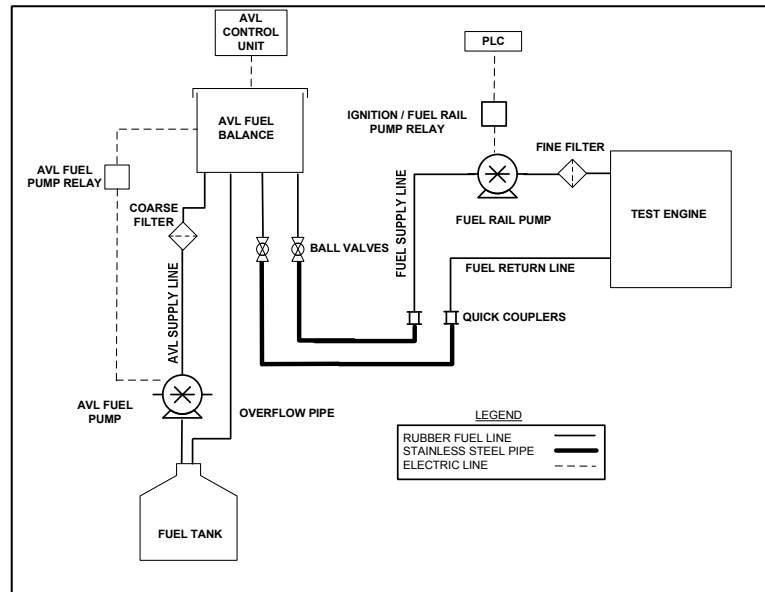 AVL
CONTROL
UNIT
PLC
AVL FUEL
BALANCE
IGNITION / FUEL RAIL
PUMP RELAY
FINE FILTER
AVL FUEL
PUMP RELAY
COARSE
FILTER
TEST ENGINE
FUEL RAIL PUMP
BALL VALVES
FUEL SUPPLY LINE
FUEL RETURN LINE
AVL SUPPLY LINE
QUICK COUPLERS
AVL FUEL
PUMP
OVERFLOW PIPE
LEGEND
RUBBER FUEL LINE
STAINLESS STEEL PIPE
ELECTRIC LINE
FUEL TANK